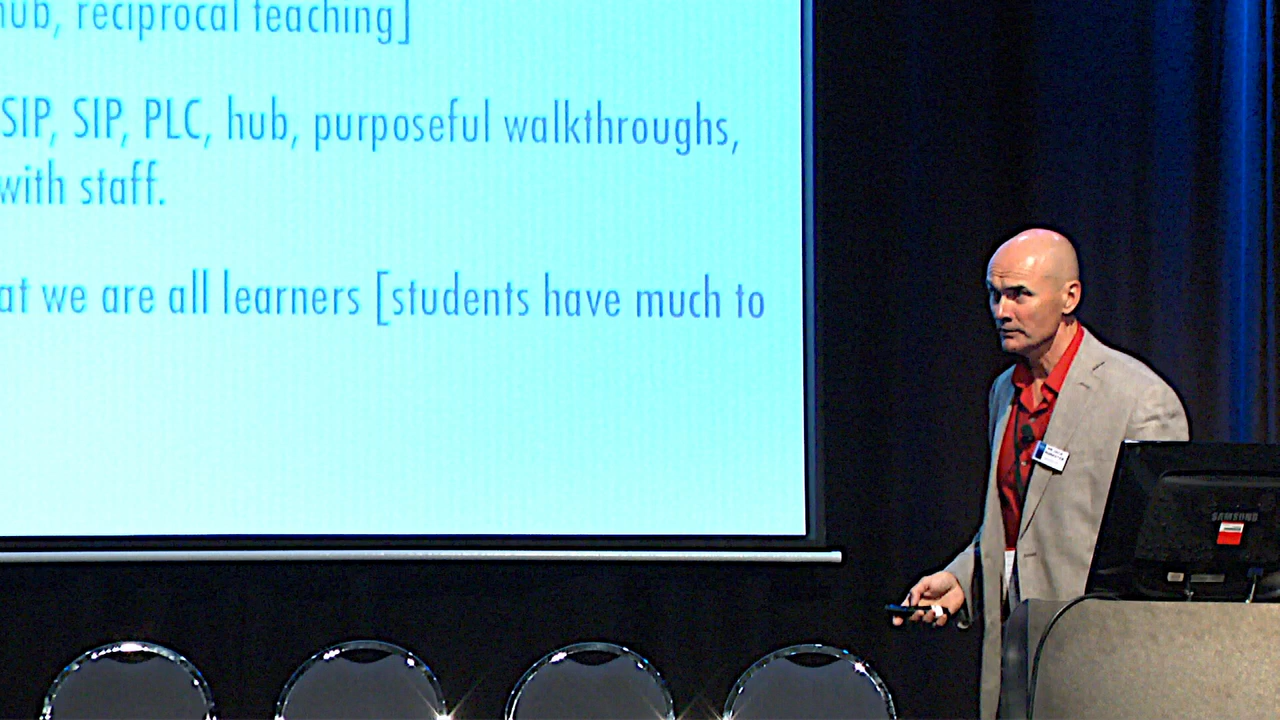 hub, reciprocal teaching]
SIP, SIP, PLC, hub, purposeful walkthroughs,
with staff.
at we are all learners [students have much to
SAMSUNG